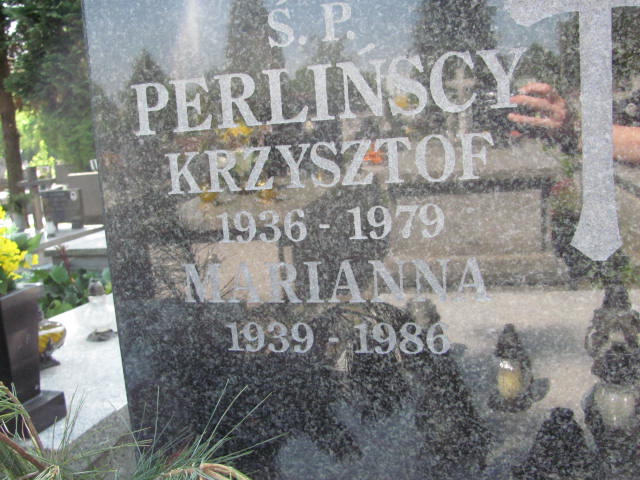 Ś.P.
PERLIŃSCY
KRZYSZTOF
1936 - 1979
MARIANNA
1939 - 1986